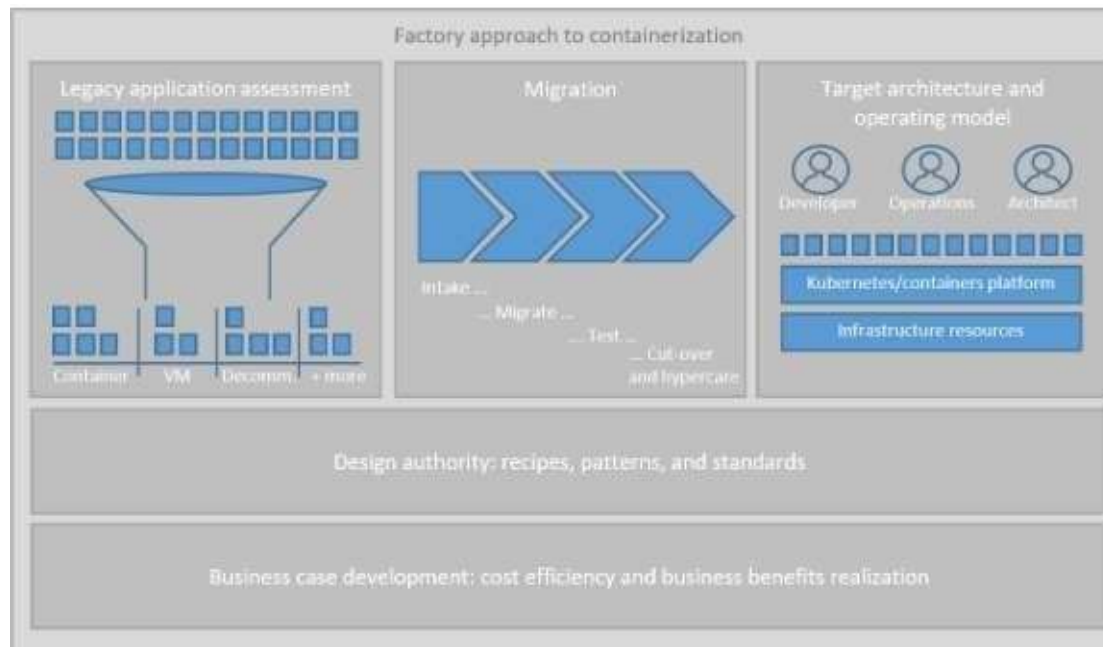 Factory approach to containerization
Legacy application assessment
Container
VM
Decomm.
+ more
Migration
Intake ...
... Migrate ...
... Test ...
... Cut-over
and hypercare
Target architecture and
operating model
Developer
Operations
Architect
Kubernetes/containers platform
Infrastructure resources
Design authority: recipes, patterns, and standards
Business case development: cost efficiency and business benefits realization